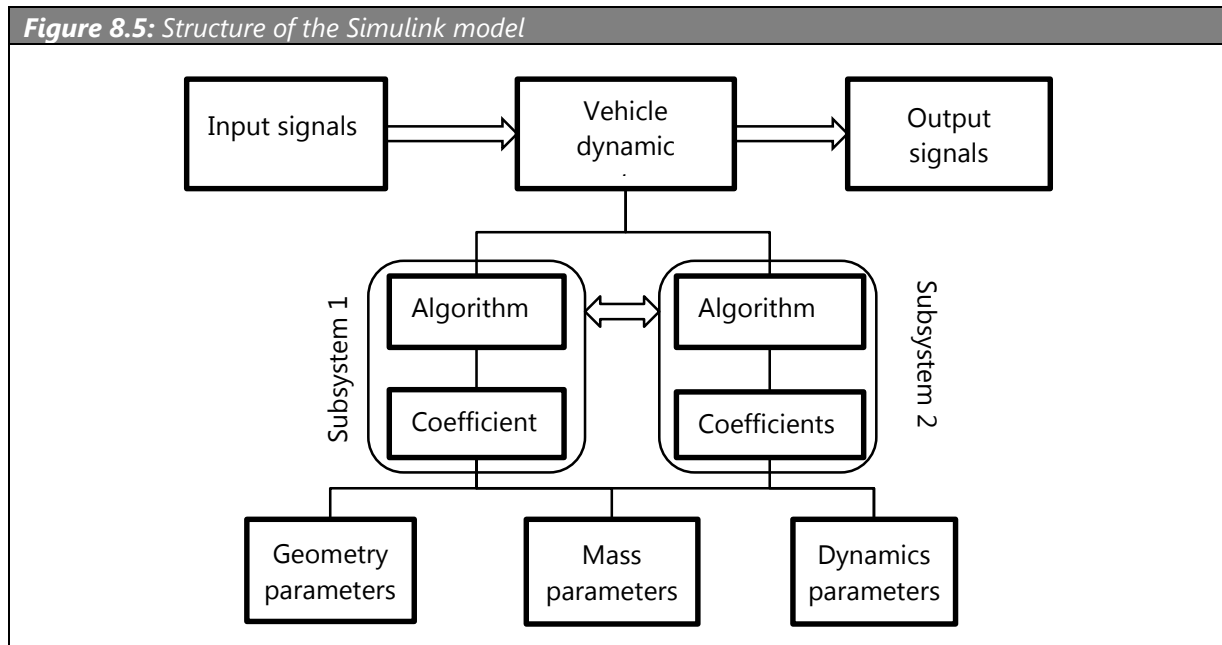 Figure 8.5: Structure of the Simulink model
Input signals
Vehicle
dynamic
Output
signals
Subsystem 1
Algorithm
Algorithm
Subsystem 2
Coefficient
Coefficients
Geometry
parameters
Mass
parameters
Dynamics
parameters